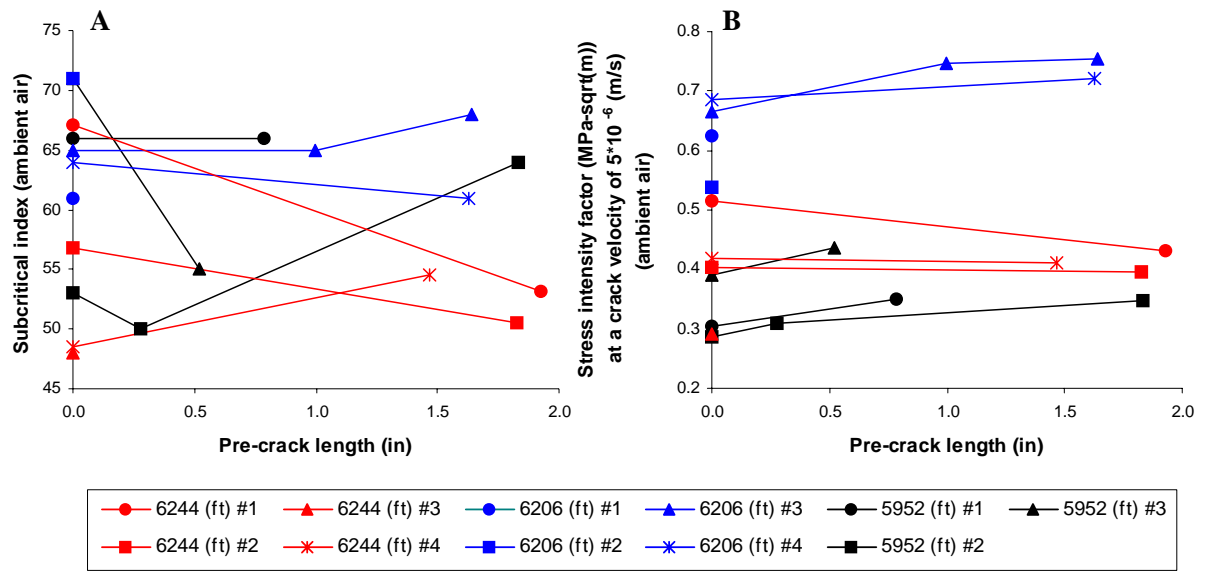 A
Subcritical index (ambient air)
75
70
65
60
55
50
45
0.0 0.5 1.0 1.5 2.0
Pre-crack length (in)
B
Stress intensity factor (MPa-sqrt(m))
at a crack velocity of 5*10 -6 (m/s)
(ambient air)
0.8
0.7
0.6
0.5
0.4
0.3
0.2
0.0 0.5 1.0 1.5 2.0
Pre-crack length (in)
6244 (ft) #1 6244 (ft) #3 6206 (ft) #1 6206 (ft) #3 5952 (ft) #1 5952 (ft) #3
6244 (ft) #2 6244 (ft) #4 6206 (ft) #2 6206 (ft) #4 5952 (ft) #2